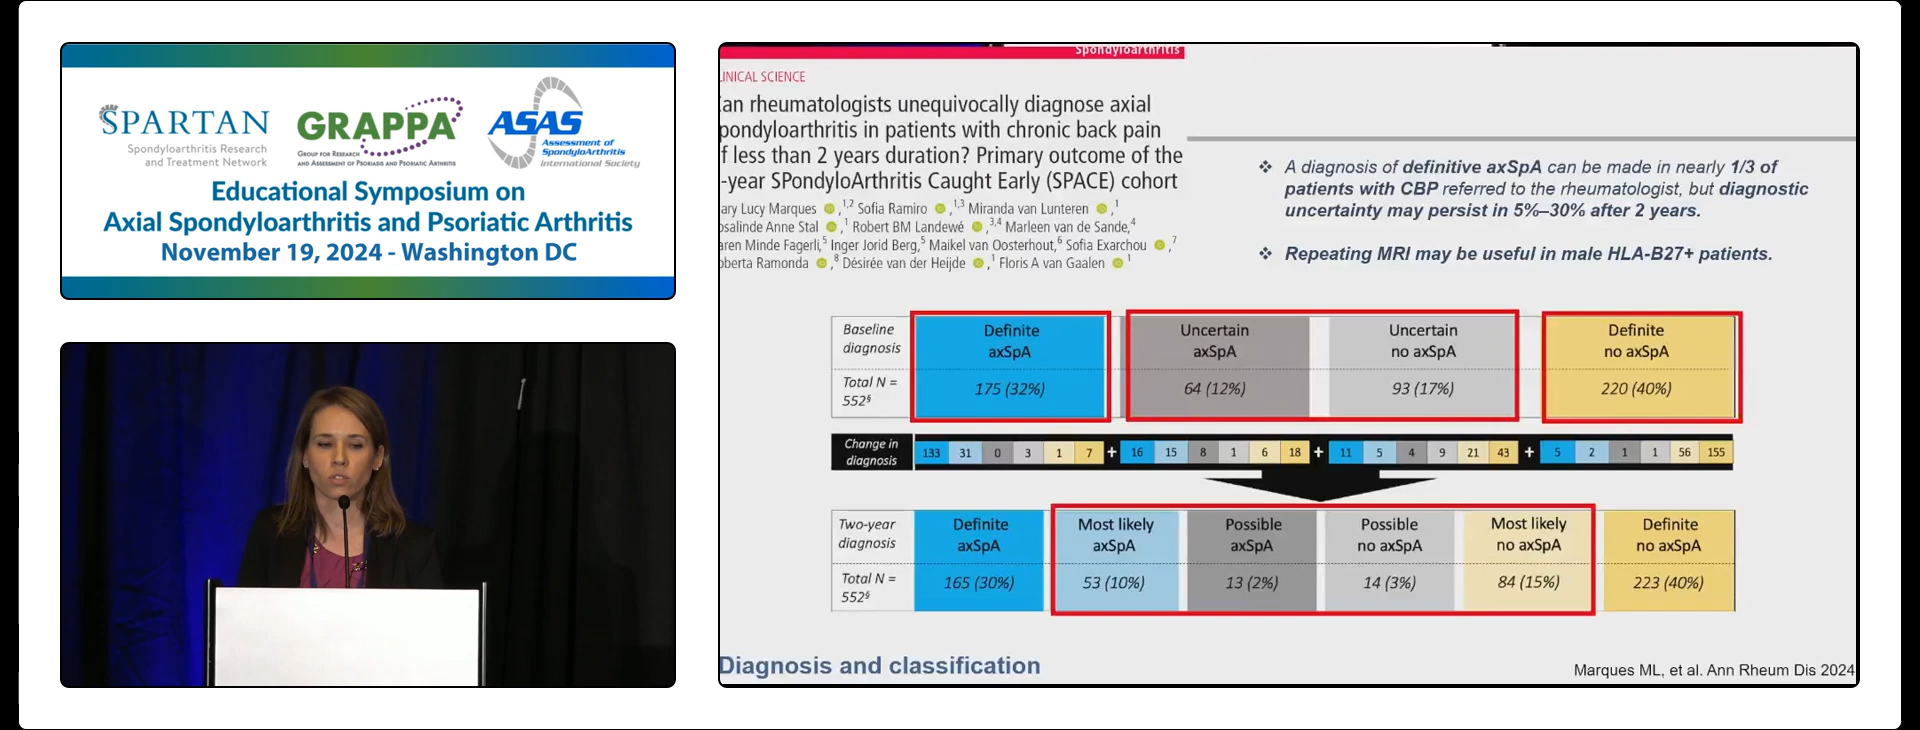 SPARTAN
Spondyloarthritis Research
and Treatment Network
GRAPPA
Group for Research
and Assessment of Psoriasis and Psoriatic Arthritis
ASAS
Assessment of
SpondyloArthritis
international Society
Educational Symposium on
Axial Spondyloarthritis and Psoriatic Arthritis
November 19, 2024 - Washington DC
Spondyloarthritis
INICAL SCIENCE
an rheumatologists unequivocally diagnose axial
pondyloarthritis in patients with chronic back pain
f less than 2 years duration? Primary outcome of the
-year SPondyloArthritis Caught Early (SPACE) cohort
ary Lucy Marques ,1,2 Sofia Ramiro ,1,3 Miranda van Lunteren ,1
osalinde Anne Stal ,1 Robert BM Landewé ,3,4 Marleen van de Sande,4
aren Minde Fagerli,5 Inger Jorid Berg,5 Maikel van Oosterhout,6 Sofia Exarchou ,7
oberta Ramonda ,8 Désirée van der Heijde ,1 Floris A van Gaalen 1
❖ A diagnosis of definitive axSpA can be made in nearly 1/3 of
patients with CBP referred to the rheumatologist, but diagnostic
uncertainty may persist in 5%–30% after 2 years.
❖ Repeating MRI may be useful in male HLA-B27+ patients.
Baseline diagnosis
Definite axSpA
Uncertain axSpA
Uncertain no axSpA
Definite no axSpA
Total N = 552§
175 (32%)
64 (12%)
93 (17%)
220 (40%)
Change in diagnosis
133 31 0 3 1 7 + 16 15 8 1 6 18 + 11 5 4 9 21 43 + 5 2 1 1 56 155
Two-year diagnosis
Definite axSpA
Most likely axSpA
Possible axSpA
Possible no axSpA
Most likely no axSpA
Definite no axSpA
Total N = 552§
165 (30%)
53 (10%)
13 (2%)
14 (3%)
84 (15%)
223 (40%)
Diagnosis and classification
Marques ML, et al. Ann Rheum Dis 2024